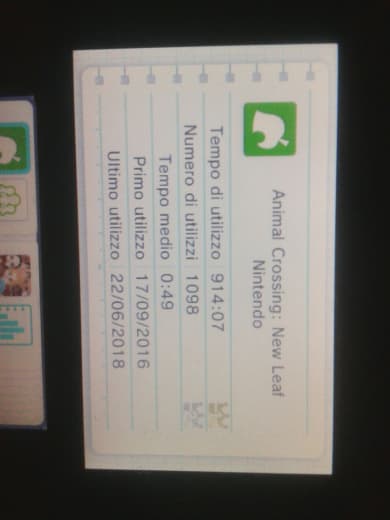 Animal Crossing: New Leaf
Nintendo
Tempo di utilizzo 914:07
Numero di utilizzi 1098
Tempo medio 0:49
Primo utilizzo 17/09/2016
Ultimo utilizzo 22/06/2018